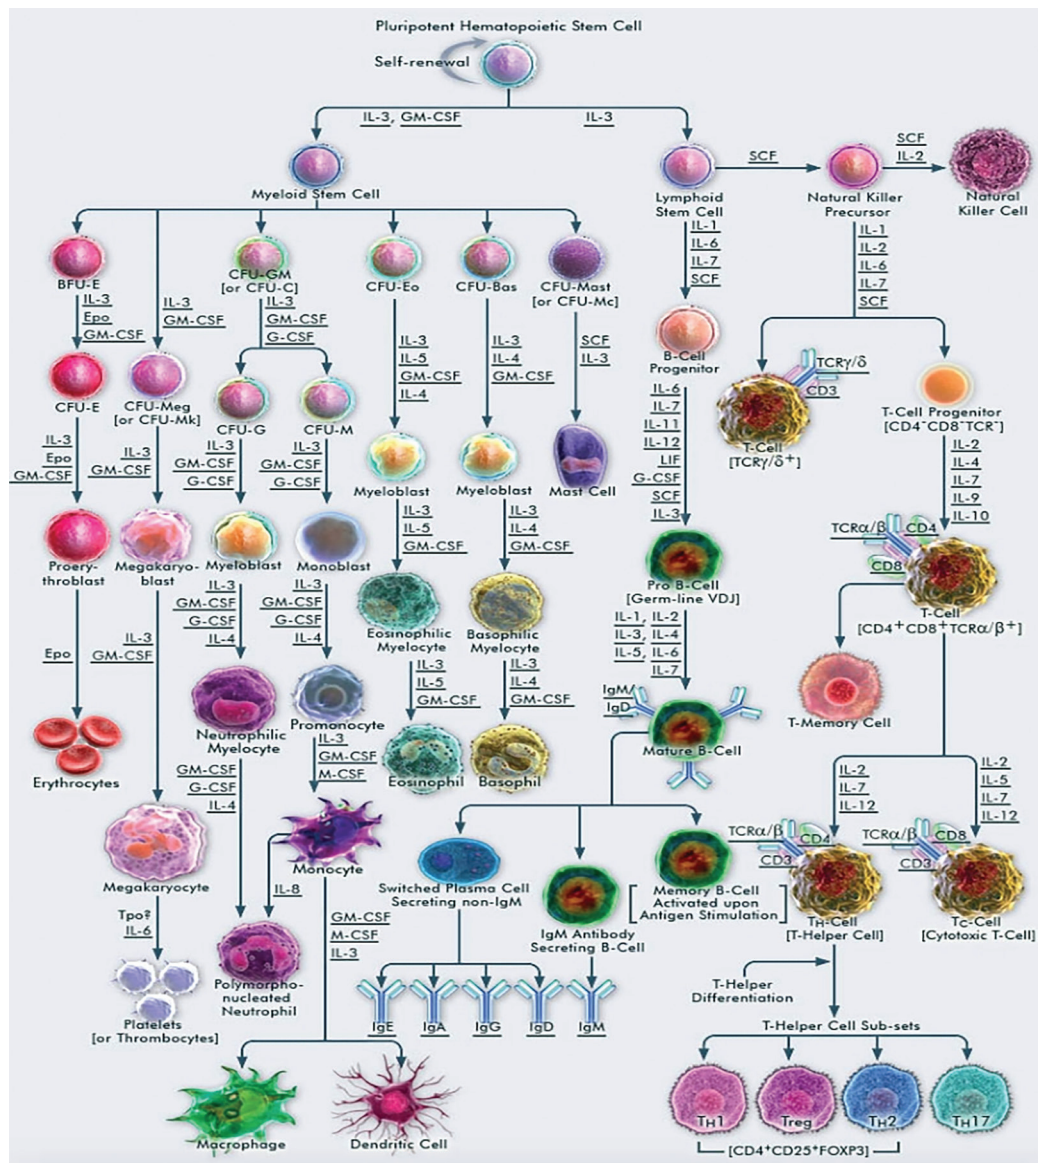 Pluripotent Hematopoietic Stem Cell
Self-renewal
IL-3, GM-CSF
IL-3
Myeloid Stem Cell
Lymphoid
Stem Cell
SCF
Natural Killer
Precursor
SCF
IL-2
Natural
Killer Cell
BFU-E
IL-3
Epo
GM-CSF
CFU-E
IL-3
Epo
GM-CSF
Proery-
throblast
Epo
Erythrocytes
IL-3
GM-CSF
CFU-Meg
[or CFU-Mk]
IL-3
GM-CSF
Megakaryo-
blast
IL-3
GM-CSF
Megakaryocyte
Tpo?
IL-6
Platelets
[or Thrombocytes]
CFU-GM
[or CFU-C]
IL-3
GM-CSF
G-CSF
CFU-G
IL-3
GM-CSF
G-CSF
Myeloblast
IL-3
GM-CSF
G-CSF
IL-4
Neutrophilic
Myelocyte
GM-CSF
G-CSF
IL-4
Polymorpho-
nucleated
Neutrophil
CFU-M
IL-3
GM-CSF
G-CSF
Monoblast
IL-3
GM-CSF
G-CSF
IL-4
Promonocyte
IL-3
GM-CSF
M-CSF
Monocyte
IL-8
GM-CSF
M-CSF
IL-3
Macrophage
Dendritic Cell
CFU-Eo
IL-3
IL-5
GM-CSF
IL-4
Myeloblast
IL-3
IL-5
GM-CSF
Eosinophilic
Myelocyte
IL-3
IL-5
GM-CSF
Eosinophil
CFU-Bas
IL-3
IL-4
GM-CSF
Myeloblast
IL-3
IL-4
GM-CSF
Basophilic
Myelocyte
IL-3
IL-4
GM-CSF
Basophil
CFU-Mast
[or CFU-Mc]
SCF
IL-3
Mast Cell
IL-1
IL-6
IL-7
SCF
B-Cell
Progenitor
IL-6
IL-7
IL-11
IL-12
LIF
G-CSF
SCF
IL-3
Pro B-Cell
[Germ-line VDJ]
IL-1, IL-2
IL-3, IL-4
IL-5, IL-6
IL-7
IgM/
IgD
Mature B-Cell
Switched Plasma Cell
Secreting non-IgM
IgM Antibody
Secreting B-Cell
Memory B-Cell
Activated upon
Antigen Stimulation
IgE
IgA
IgG
IgD
IgM
IL-1
IL-2
IL-6
IL-7
SCF
TCRγ/δ
CD3
T-Cell
[TCRγ/δ+]
T-Cell Progenitor
[CD4-CD8-TCR-]
IL-2
IL-4
IL-7
IL-9
IL-10
TCRα/β
CD4
CD8
T-Cell
[CD4+CD8+TCRα/β+]
T-Memory Cell
IL-2
IL-7
IL-12
IL-2
IL-5
IL-7
IL-12
TCRα/β
CD4
CD3
TH-Cell
[T-Helper Cell]
TCRα/β
CD8
CD3
TC-Cell
[Cytotoxic T-Cell]
T-Helper
Differentiation
T-Helper Cell Sub-sets
TH1
Treg
TH2
TH17
[CD4+CD25+FOXP3]